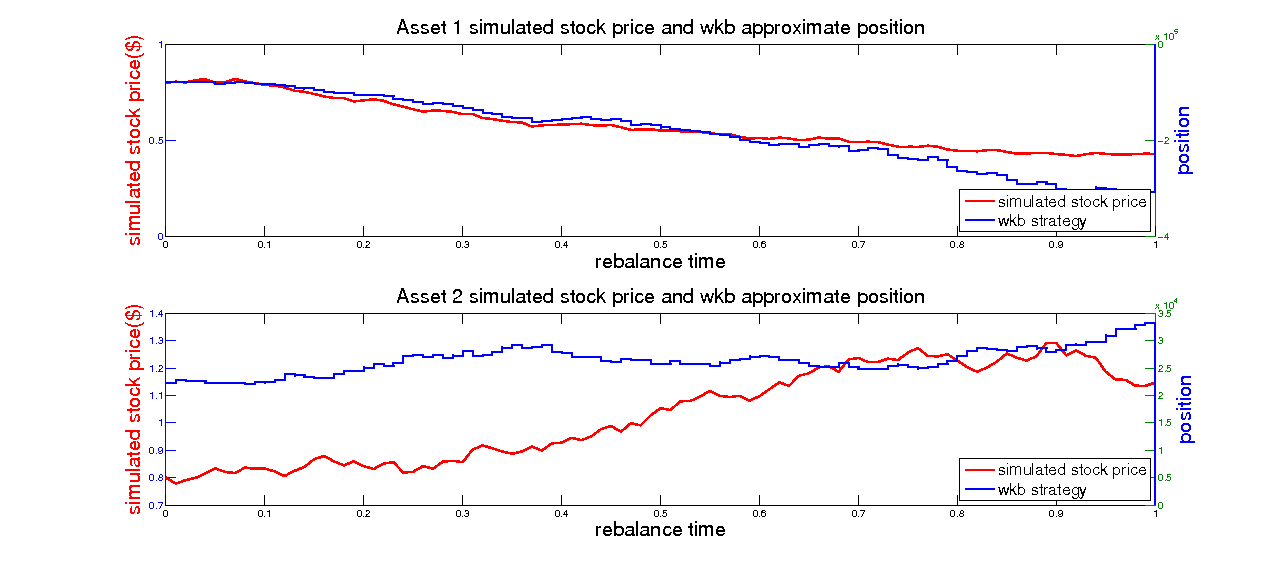 Asset 1 simulated stock price and wkb approximate position
x 10^5
simulated stock price($)
1
0.5
0
0
-2
-4
position
0 0.1 0.2 0.3 0.4 0.5 0.6 0.7 0.8 0.9 1
rebalance time
simulated stock price
wkb strategy
Asset 2 simulated stock price and wkb approximate position
x 10^4
simulated stock price($)
1.4
1.3
1.2
1.1
1
0.9
0.8
0.7
3.5
3
2.5
2
1.5
1
0.5
0
position
0 0.1 0.2 0.3 0.4 0.5 0.6 0.7 0.8 0.9 1
rebalance time
simulated stock price
wkb strategy